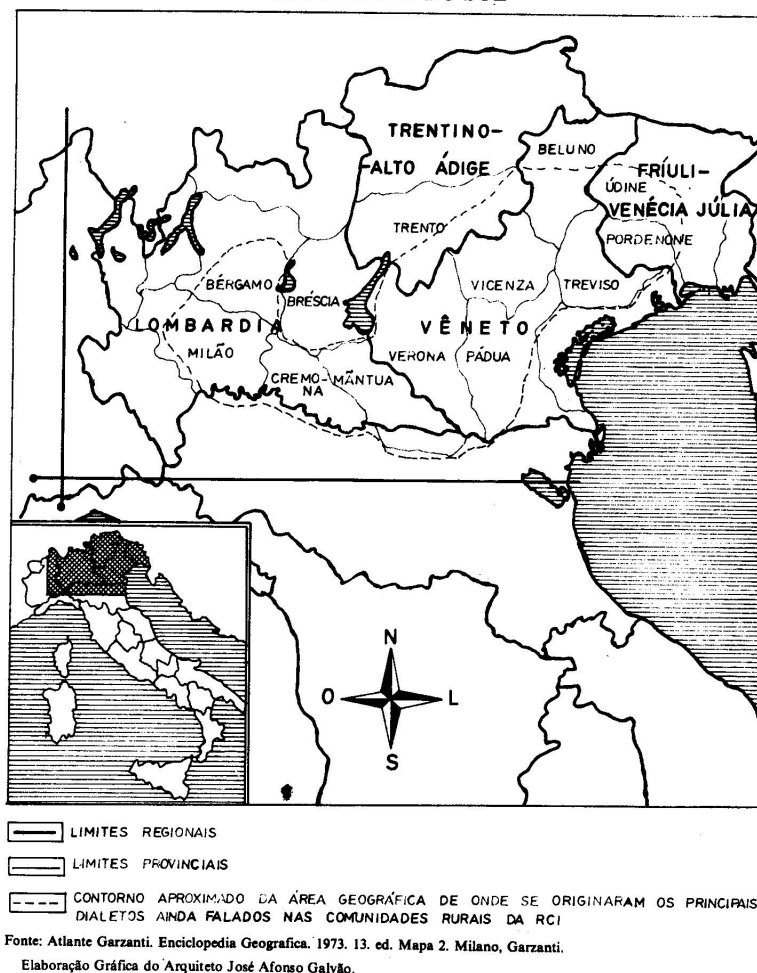 TRENTINO-
-ALTO ÁDIGE
BELUNO
FRÍULI-
ÚDINE
VENÉCIA JÚLIA
TRENTO
PORDENONE
BÉRGAMO
BRÉSCIA
VICENZA
TREVISO
LOMBARDIA
VÊNETO
MILÃO
VERONA
PÁDUA
CREMO-
NA
MÂNTUA
N
O
L
S
LIMITES REGIONAIS
LIMITES PROVINCIAIS
CONTORNO APROXIMADO DA ÁREA GEOGRÁFICA DE ONDE SE ORIGINARAM OS PRINCIPAIS
DIALETOS AINDA FALADOS NAS COMUNIDADES RURAIS DA RCI
Fonte: Atlante Garzanti. Enciclopedia Geografica. 1973. 13. ed. Mapa 2. Milano, Garzanti.
Elaboração Gráfica do Arquiteto José Afonso Galvão.